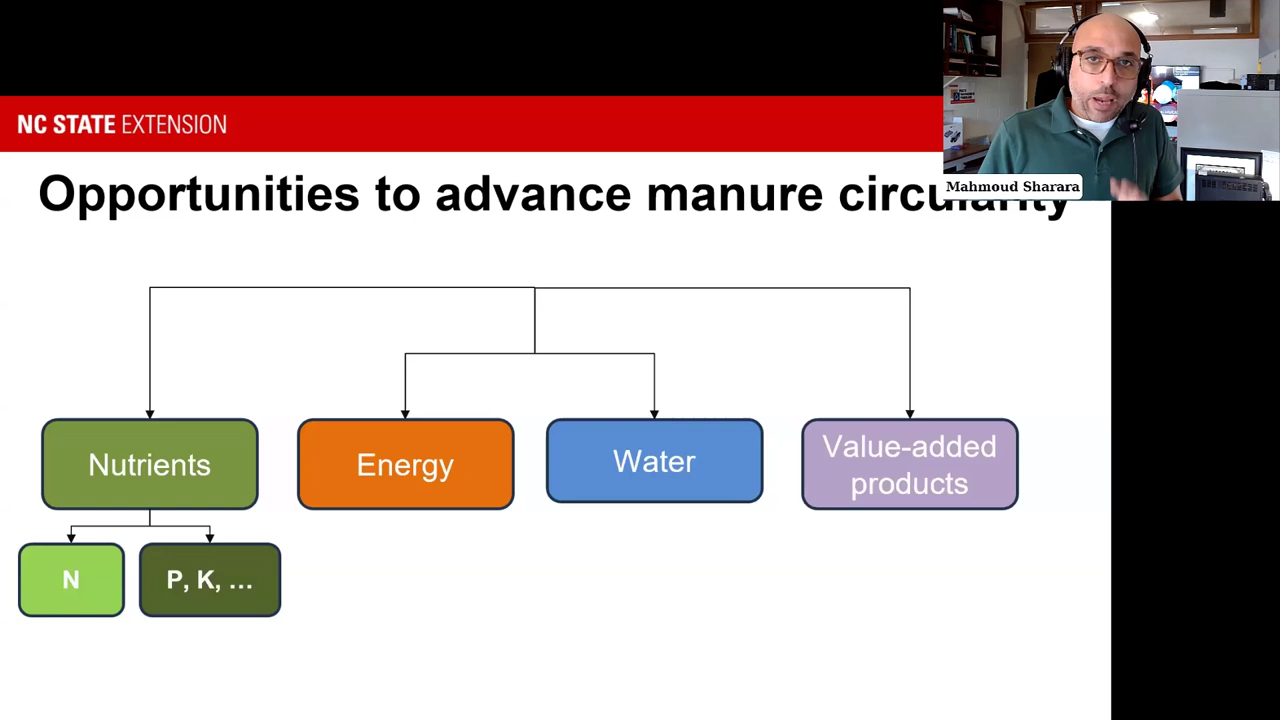 NC STATE EXTENSION
Mahmoud Sharara
Opportunities to advance manure circularity
Nutrients
Energy
Water
Value-added
products
N
P, K, ...